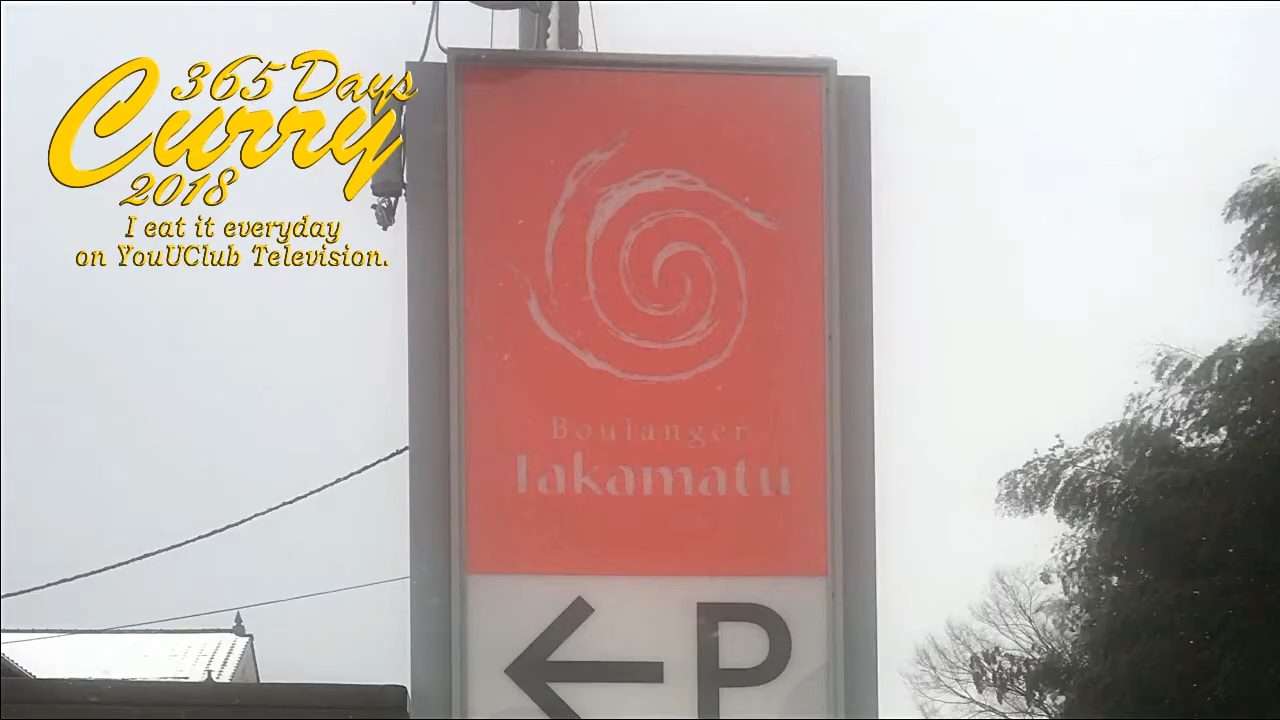 365 Days
Curry
2018
I eat it everyday
on YouUClub Television.
Boulanger
Takamatu
← P